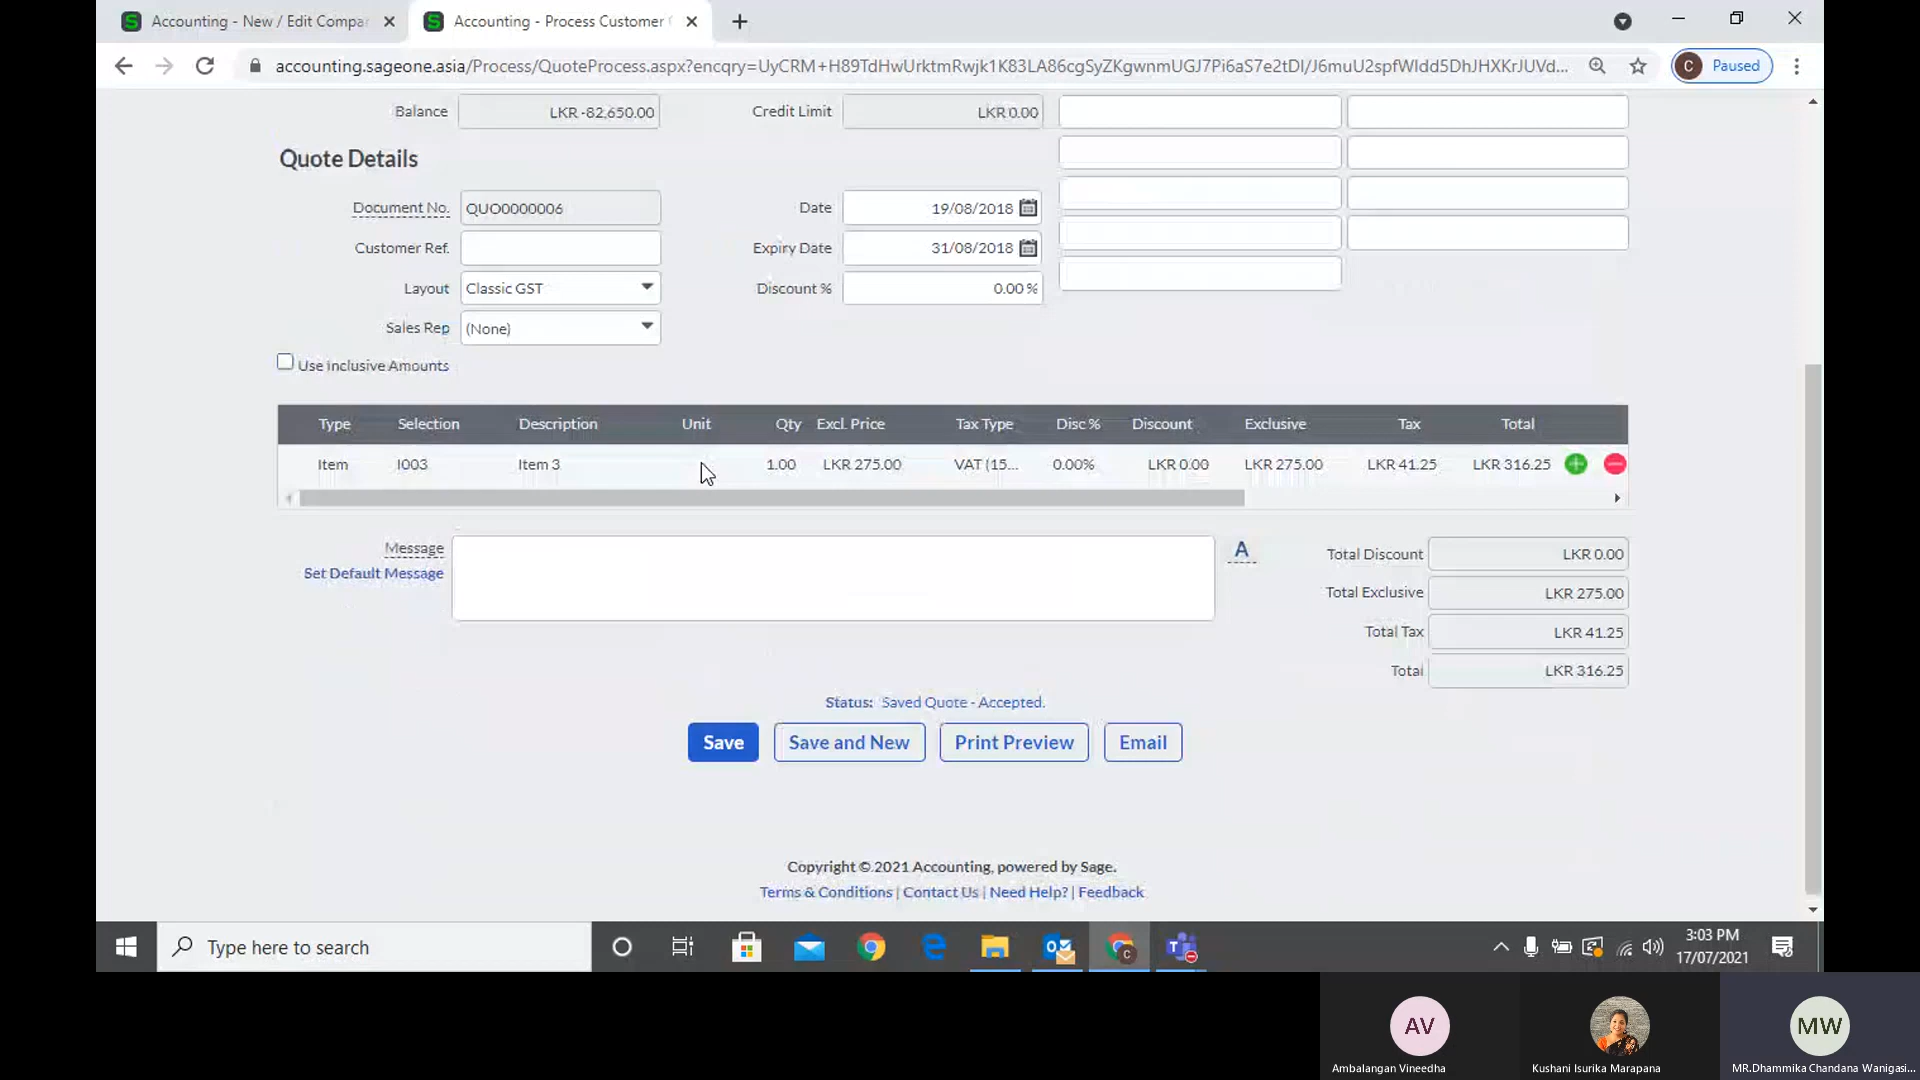 Accounting - New / Edit Compa
Accounting - Process Customer
accounting.sageone.asia/Process/QuoteProcess.aspx?encqry=UyCRM+H89TdHwUrktmRwjk1K83LA86cgSyZKgwnmUGJ7Pi6aS7e2tDI/J6muU2spfWIdd5DhJHXKrJUVd...
C Paused
Balance LKR -82,650.00 Credit Limit LKR 0.00
Quote Details
Document No. QUO0000006 Date 19/08/2018
Customer Ref. Expiry Date 31/08/2018
Layout Classic GST Discount % 0.00 %
Sales Rep (None)
Use Inclusive Amounts
Type Selection Description Unit Qty Excl. Price Tax Type Disc % Discount Exclusive Tax Total
Item I003 Item 3 1.00 LKR 275.00 VAT (15... 0.00% LKR 0.00 LKR 275.00 LKR 41.25 LKR 316.25
Message A Total Discount LKR 0.00
Set Default Message
Total Exclusive LKR 275.00
Total Tax LKR 41.25
Total LKR 316.25
Status: Saved Quote - Accepted.
Save Save and New Print Preview Email
Copyright © 2021 Accounting, powered by Sage.
Terms & Conditions | Contact Us | Need Help? | Feedback
Type here to search
3:03 PM
17/07/2021
AV MW
Ambalangan Vineedha Kushani Isurika Marapana MR.Dhammika Chandana Wanigasi...